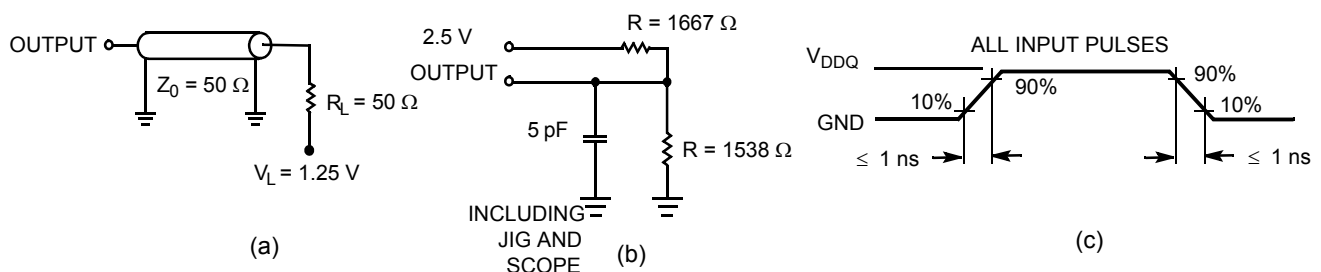 OUTPUT
Z0 = 50 Ω
RL = 50 Ω
VL = 1.25 V
(a)
R = 1667 Ω
2.5 V
OUTPUT
5 pF
R = 1538 Ω
INCLUDING
JIG AND
SCOPE
(b)
ALL INPUT PULSES
VDDQ
GND
10%
90%
90%
10%
≤ 1 ns
≤ 1 ns
(c)